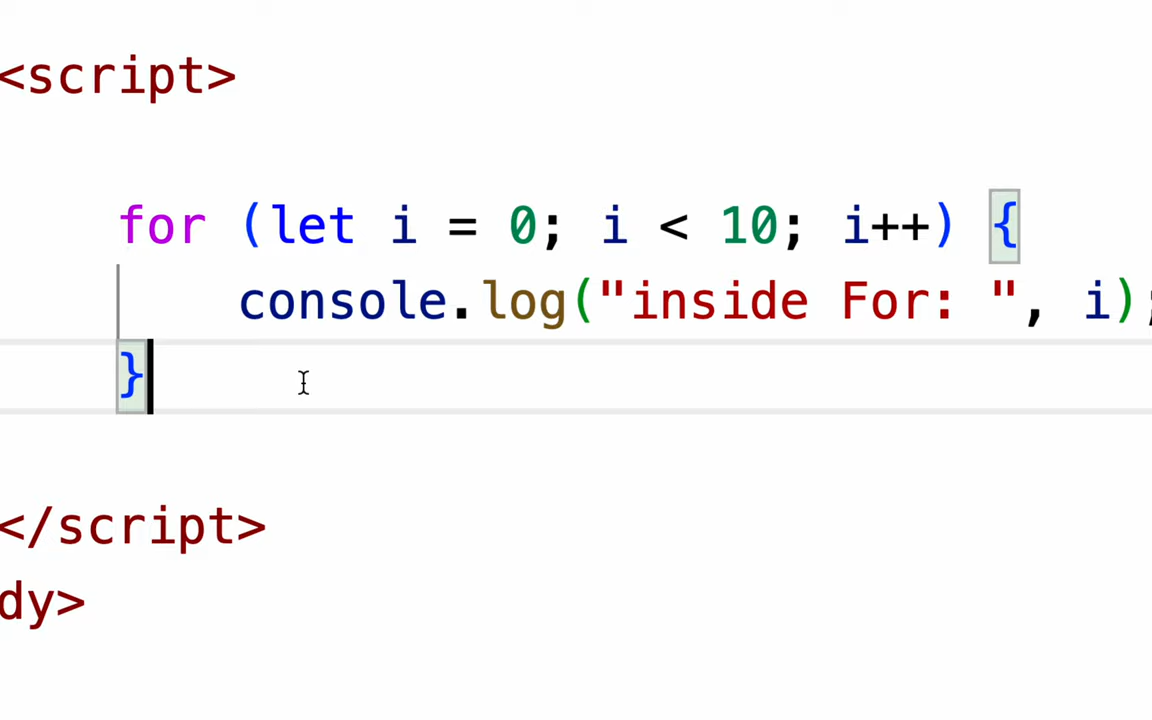 <script>
for (let i = 0; i < 10; i++) {
console.log("inside For: ", i);
}
</script>
dy>